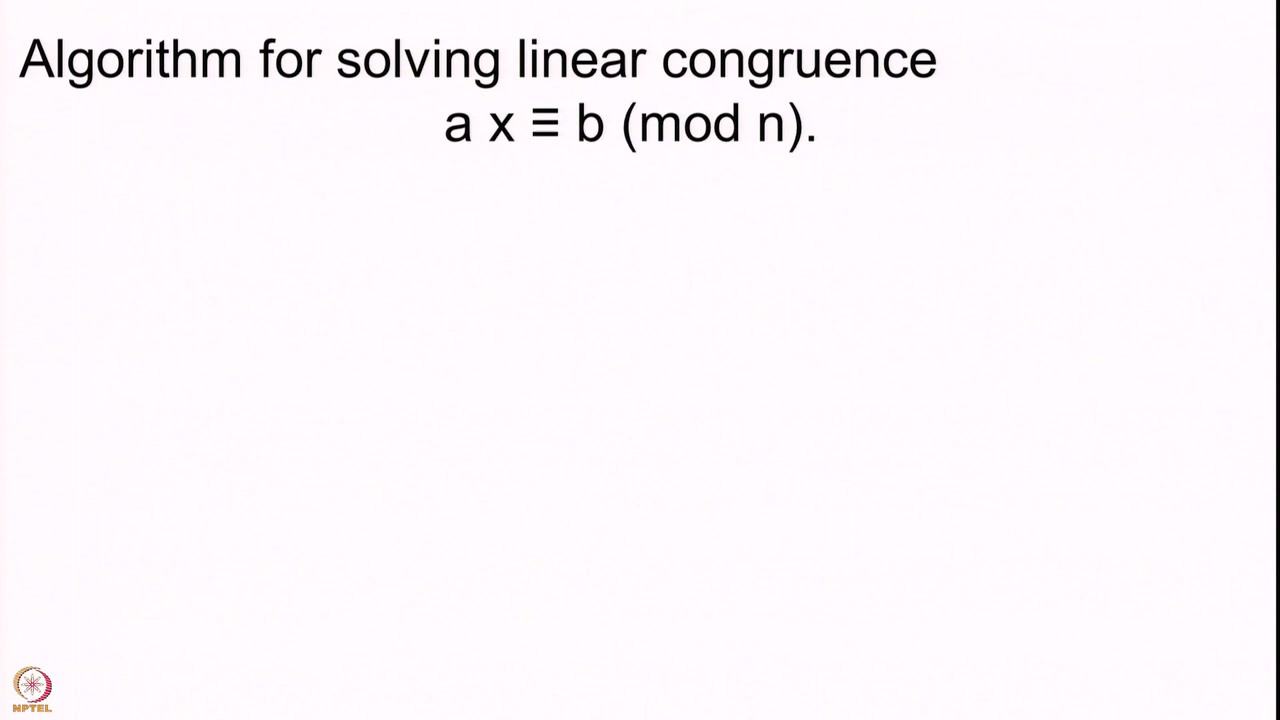 Algorithm for solving linear congruence
a x ≡ b (mod n).
NPTEL